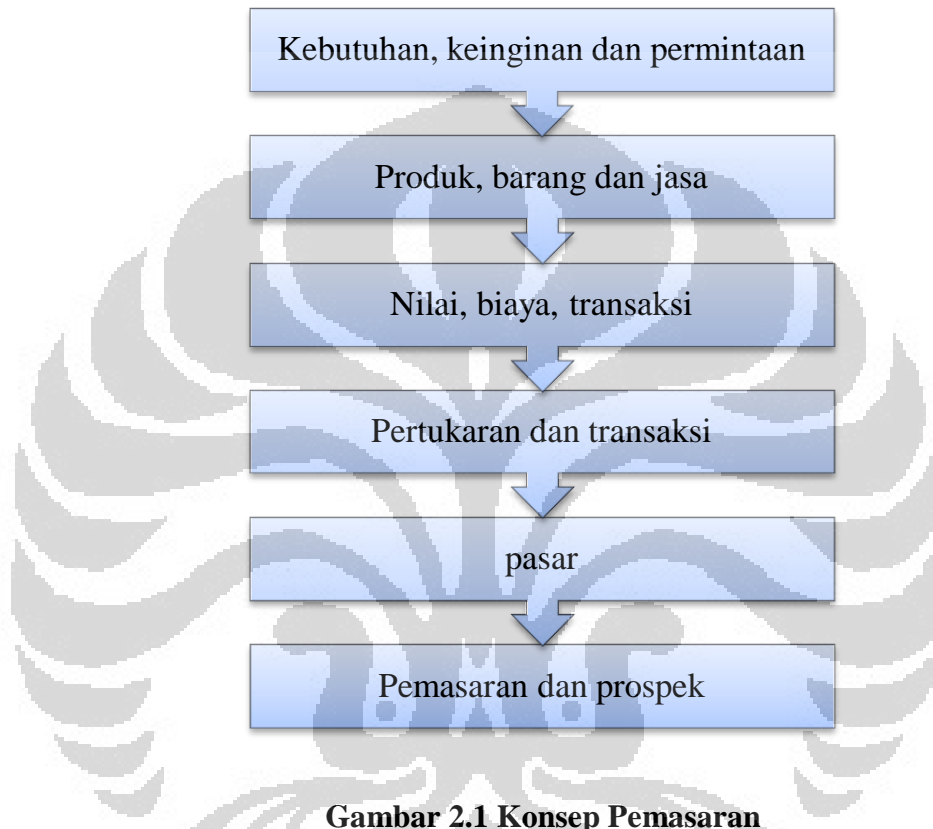 Kebutuhan, keinginan dan permintaan
Produk, barang dan jasa
Nilai, biaya, transaksi
Pertukaran dan transaksi
pasar
Pemasaran dan prospek
Gambar 2.1 Konsep Pemasaran